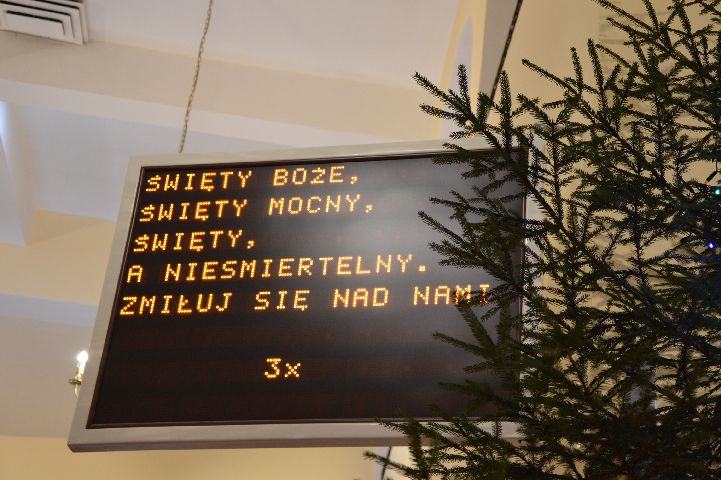 ŚWIĘTY BOŻE,
ŚWIĘTY MOCNY,
ŚWIĘTY,
A NIEŚMIERTELNY.
ZMIŁUJ SIĘ NAD NAMI
3x